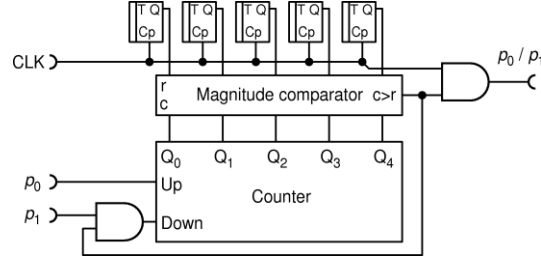 T Q T Q T Q T Q T Q
Cp Cp Cp Cp Cp
CLK
p0 / p1
r
c
Magnitude comparator c>r
Q0 Q1 Q2 Q3 Q4
p0
Up
Counter
p1
Down